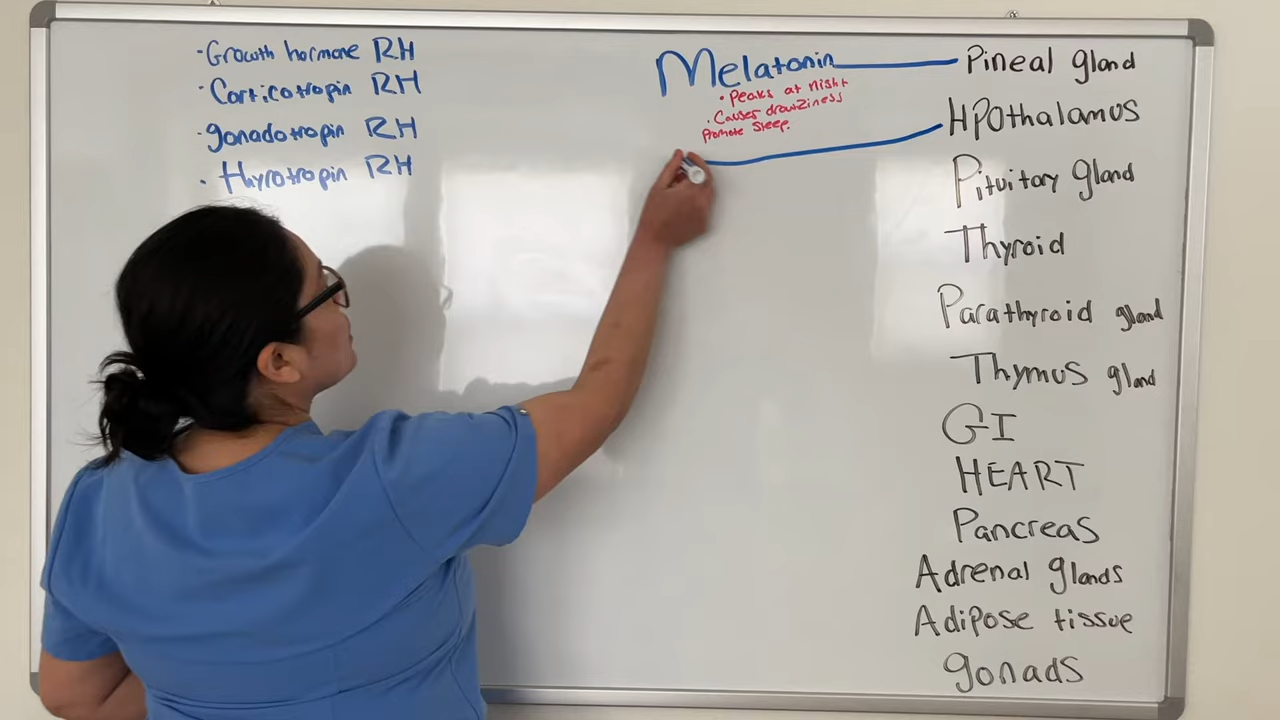 ·Growth hormone RH
·Corticotropin RH
·gonadotropin RH
· Thyrotropin RH
Melatonin
·Peaks at night
·Causes drowziness
Promote Sleep.
Pineal gland
HPOthalamus
Pituitary gland
Thyroid
Parathyroid gland
Thymus gland
GI
HEART
Pancreas
Adrenal glands
Adipose tissue
gonads